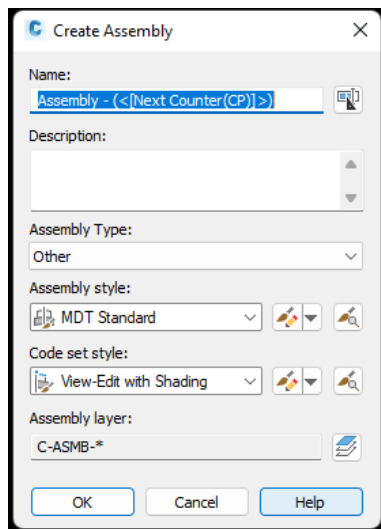 C Create Assembly
Name:
Assembly - (<[Next Counter(CP)]>)
Description:
Assembly Type:
Other
Assembly style:
MDT Standard
Code set style:
View-Edit with Shading
Assembly layer:
C-ASMB-*
OK Cancel Help